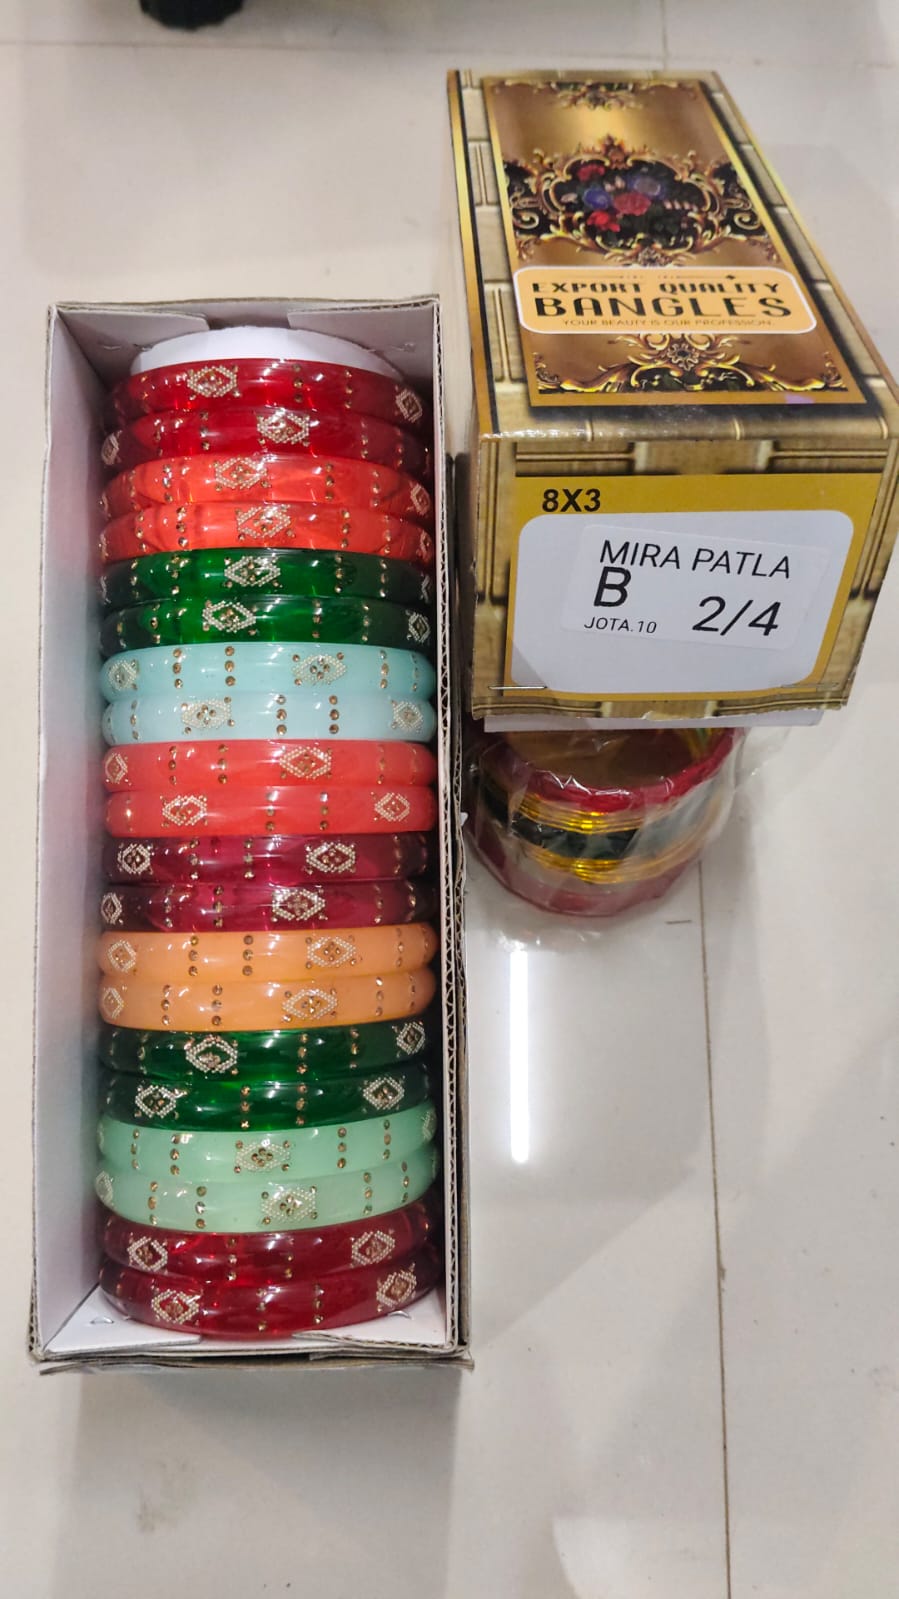 EXPORT QUALITY
BANGLES
YOUR BEAUTY IS OUR PROFESSION.
8X3
MIRA PATLA
B 2/4
JOTA.10